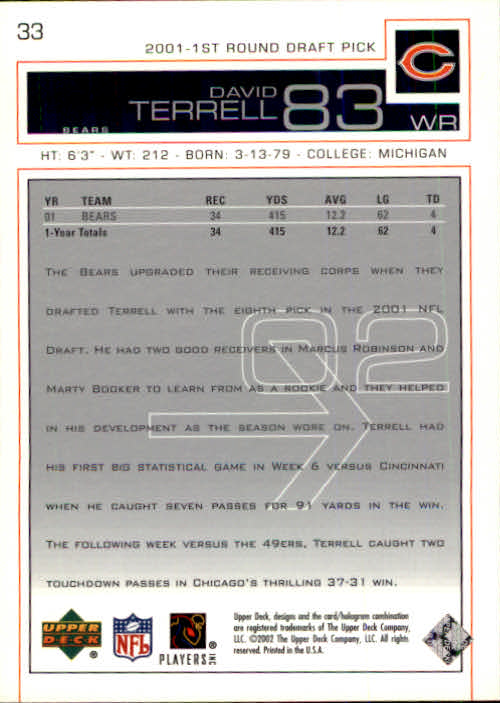 33
2001-1ST ROUND DRAFT PICK
DAVID
TERRELL 83
BEARS
WR
HT: 6'3" - WT: 212 - BORN: 3-13-79 - COLLEGE: MICHIGAN
YR TEAM REC YDS AVG LG TD
01 BEARS 34 415 12.2 62 4
1-Year Totals 34 415 12.2 62 4
THE BEARS UPGRADED THEIR RECEIVING CORPS WHEN THEY
DRAFTED TERRELL WITH THE EIGHTH PICK IN THE 2001 NFL
DRAFT. HE HAD TWO GOOD RECEIVERS IN MARCUS ROBINSON AND
MARTY BOOKER TO LEARN FROM AS A ROOKIE AND THEY HELPED
IN HIS DEVELOPMENT AS THE SEASON WORE ON. TERRELL HAD
HIS FIRST BIG STATISTICAL GAME IN WEEK 6 VERSUS CINCINNATI
WHEN HE CAUGHT SEVEN PASSES FOR 91 YARDS IN THE WIN.
THE FOLLOWING WEEK VERSUS THE 49ERS, TERRELL CAUGHT TWO
TOUCHDOWN PASSES IN CHICAGO'S THRILLING 37-31 WIN.
02
UPPER
DECK ®
NFL
PLAYERS INC ®
Upper Deck, designs and the card/hologram combination
are registered trademarks of The Upper Deck Company,
LLC. ©2002 The Upper Deck Company, LLC. All rights
reserved. Printed in the U.S.A.